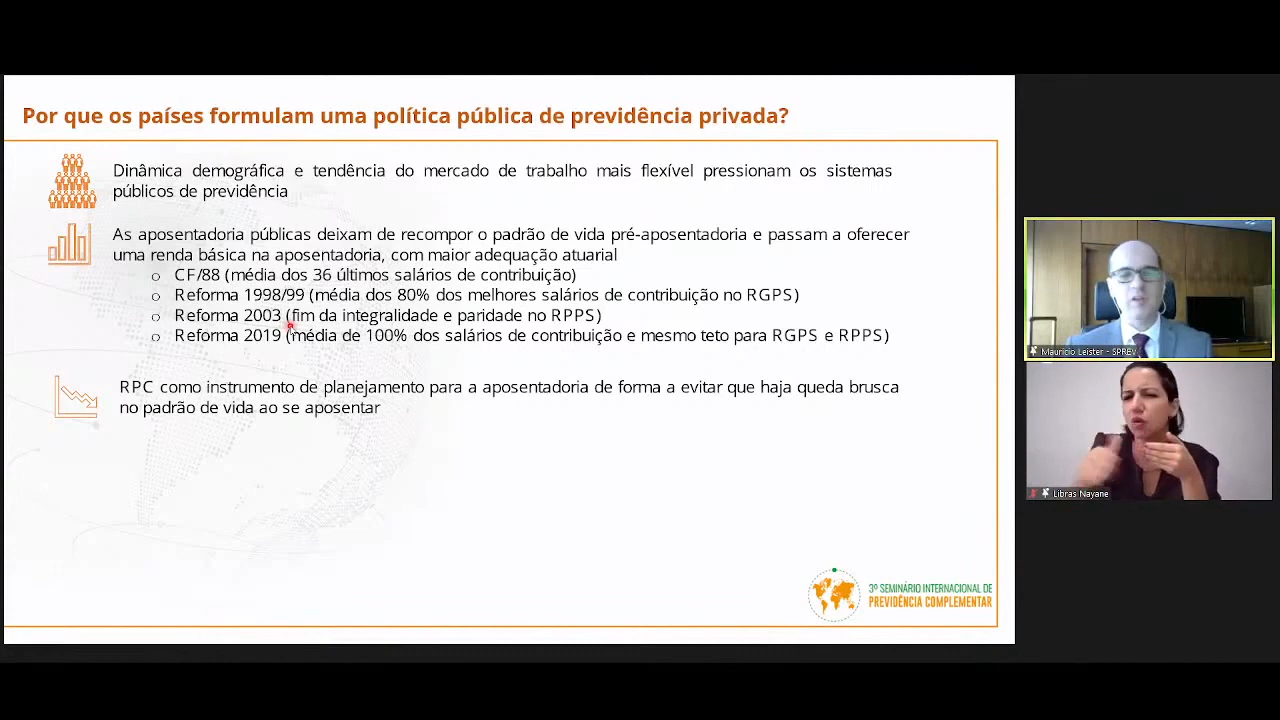 Por que os países formulam uma política pública de previdência privada?
Dinâmica demográfica e tendência do mercado de trabalho mais flexível pressionam os sistemas
públicos de previdência
As aposentadoria públicas deixam de recompor o padrão de vida pré-aposentadoria e passam a oferecer
uma renda básica na aposentadoria, com maior adequação atuarial
o CF/88 (média dos 36 últimos salários de contribuição)
o Reforma 1998/99 (média dos 80% dos melhores salários de contribuição no RGPS)
o Reforma 2003 (fim da integralidade e paridade no RPPS)
o Reforma 2019 (média de 100% dos salários de contribuição e mesmo teto para RGPS e RPPS)
RPC como instrumento de planejamento para a aposentadoria de forma a evitar que haja queda brusca
no padrão de vida ao se aposentar
3º SEMINÁRIO INTERNACIONAL DE
PREVIDÊNCIA COMPLEMENTAR
Mauricio Leister - SPREV
Libras Nayane